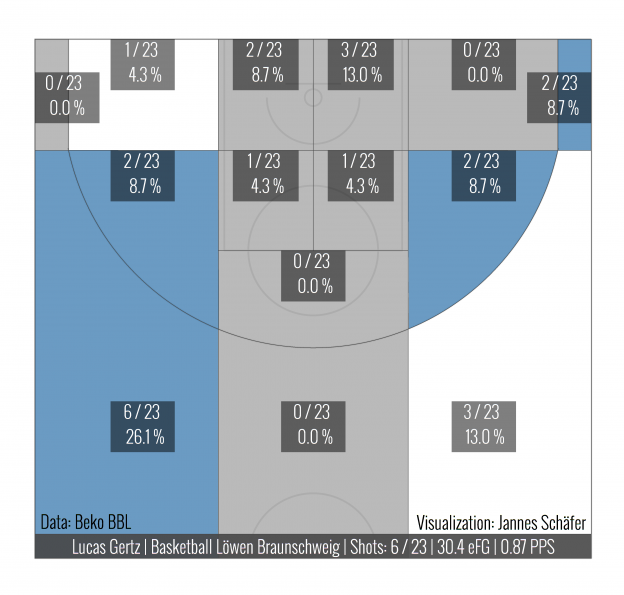 1 / 23
4.3 %
2 / 23
8.7 %
3 / 23
13.0 %
0 / 23
0.0 %
0 / 23
0.0 %
2 / 23
8.7 %
2 / 23
8.7 %
1 / 23
4.3 %
1 / 23
4.3 %
2 / 23
8.7 %
0 / 23
0.0 %
6 / 23
26.1 %
0 / 23
0.0 %
3 / 23
13.0 %
Data: Beko BBL
Visualization: Jannes Schäfer
Lucas Gertz | Basketball Löwen Braunschweig | Shots: 6 / 23 | 30.4 eFG | 0.87 PPS